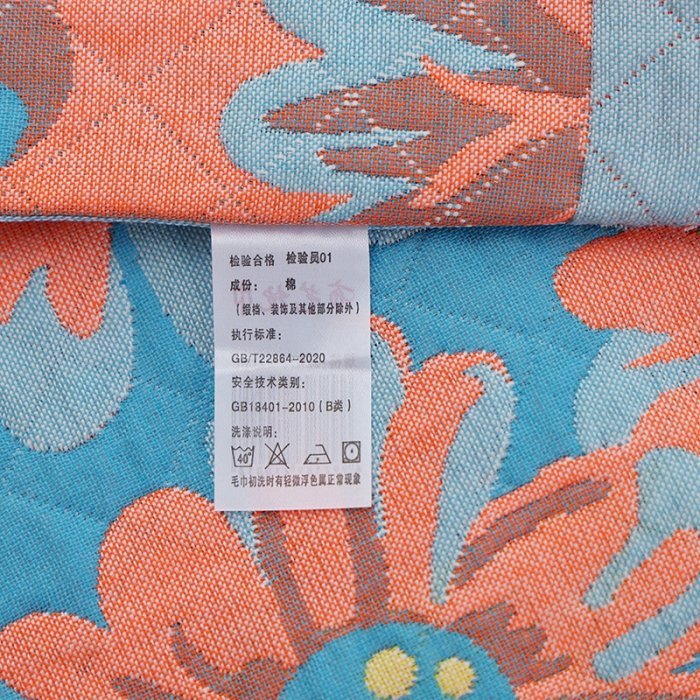 检验合格 检验员01
成份： 棉
（缎档、装饰及其他部分除外）
执行标准：
GB/T22864-2020
安全技术类别：
GB18401-2010（B类）
洗涤说明：
40°
毛巾初洗时有轻微浮色属正常现象